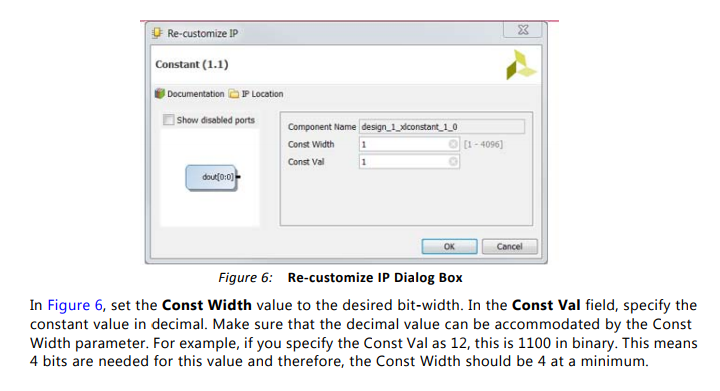 Re-customize IP
Constant (1.1)
Documentation IP Location
Show disabled ports
dout[0:0]
Component Name design_1_xlconstant_1_0
Const Width 1 [1 - 4096]
Const Val 1
OK Cancel
Figure 6: Re-customize IP Dialog Box
In Figure 6, set the Const Width value to the desired bit-width. In the Const Val field, specify the
constant value in decimal. Make sure that the decimal value can be accommodated by the Const
Width parameter. For example, if you specify the Const Val as 12, this is 1100 in binary. This means
4 bits are needed for this value and therefore, the Const Width should be 4 at a minimum.